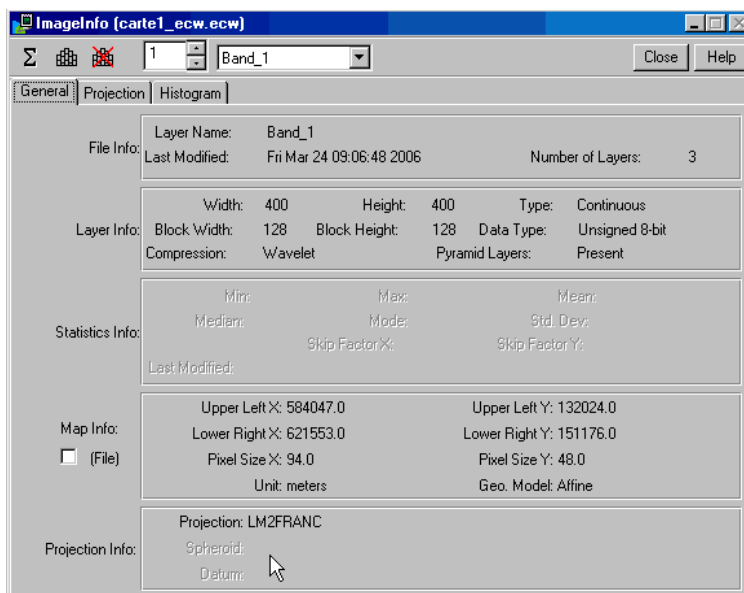 ImageInfo (carte1_ecw.ecw)
1 Band_1 Close Help
General Projection Histogram
File Info:
Layer Name: Band_1
Last Modified: Fri Mar 24 09:06:48 2006 Number of Layers: 3
Layer Info:
Width: 400 Height: 400 Type: Continuous
Block Width: 128 Block Height: 128 Data Type: Unsigned 8-bit
Compression: Wavelet Pyramid Layers: Present
Statistics Info:
Min: Max: Mean:
Median: Mode: Std. Dev:
Skip Factor X: Skip Factor Y:
Last Modified:
Map Info:
(File)
Upper Left X: 584047.0 Upper Left Y: 132024.0
Lower Right X: 621553.0 Lower Right Y: 151176.0
Pixel Size X: 94.0 Pixel Size Y: 48.0
Unit: meters Geo. Model: Affine
Projection Info:
Projection: LM2FRANC
Spheroid:
Datum: